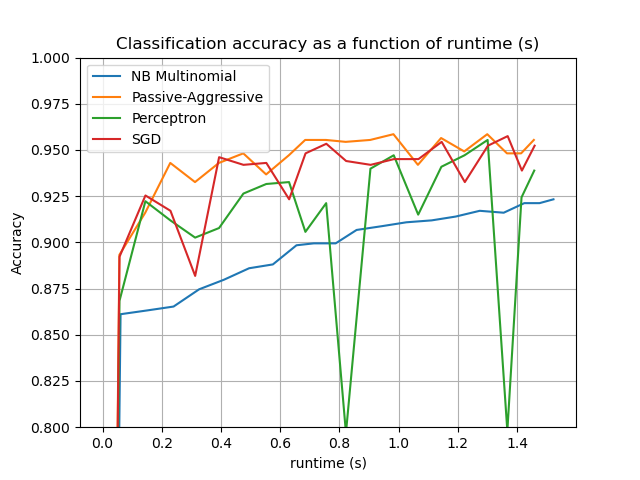 Classification accuracy as a function of runtime (s)
NB Multinomial
Passive-Aggressive
Perceptron
SGD
Accuracy
1.000
0.975
0.950
0.925
0.900
0.875
0.850
0.825
0.800
0.0 0.2 0.4 0.6 0.8 1.0 1.2 1.4
runtime (s)